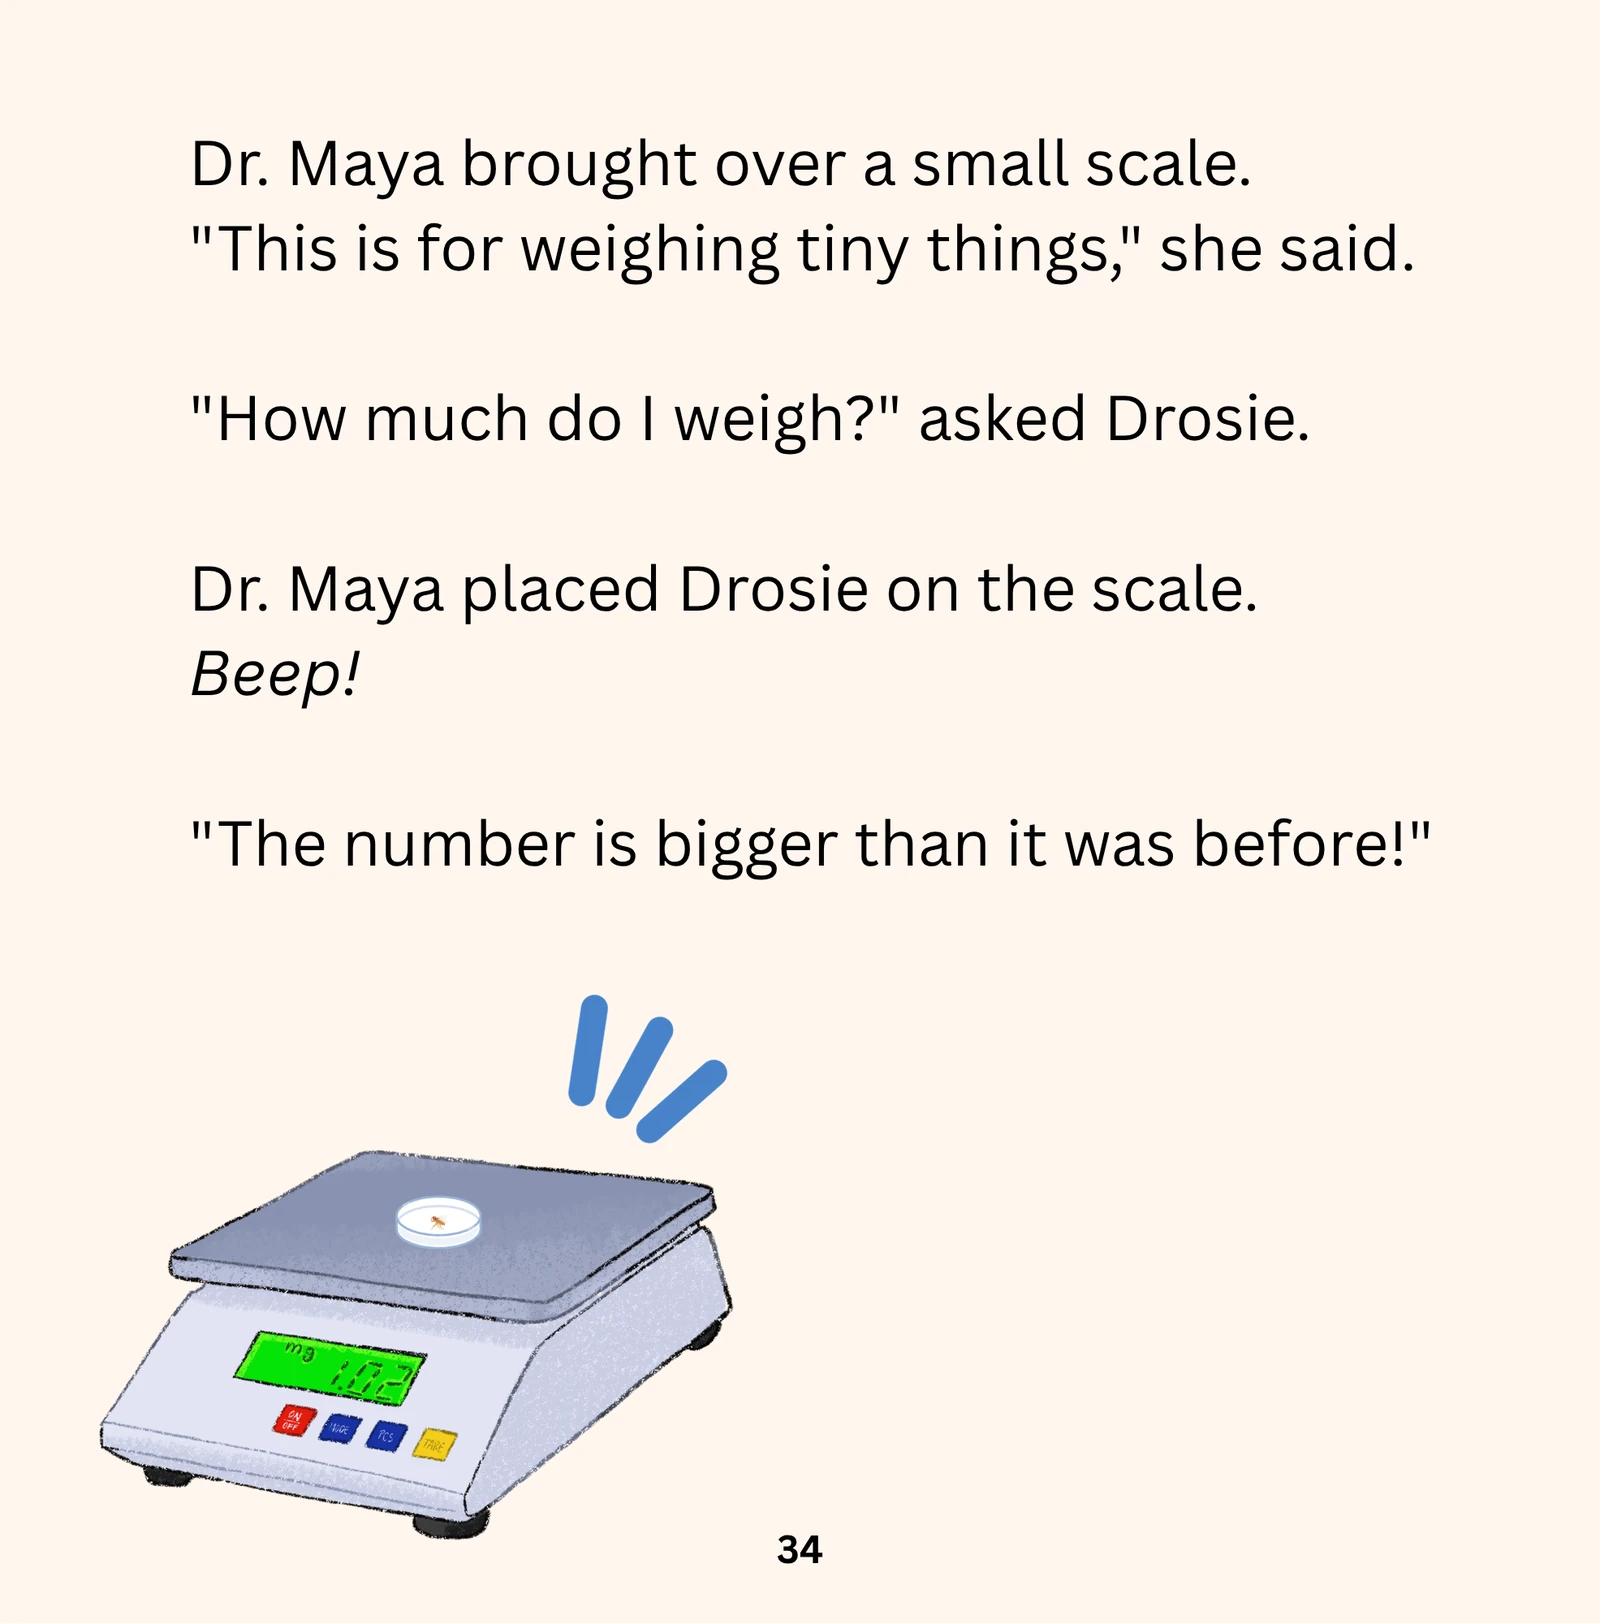 Dr. Maya brought over a small scale.
"This is for weighing tiny things," she said.
"How much do I weigh?" asked Drosie.
Dr. Maya placed Drosie on the scale.
Beep!
"The number is bigger than it was before!"
mg
1.02
ON
OFF
MODE
PCS
TARE
34